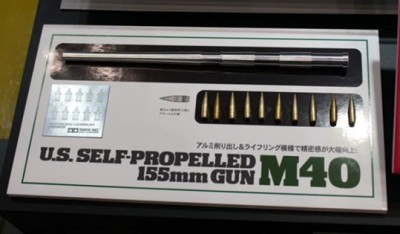 アルミ削り出し&ライフリング模様で精密感が大幅向上!
U.S. SELF-PROPELLED
155mm GUN M40